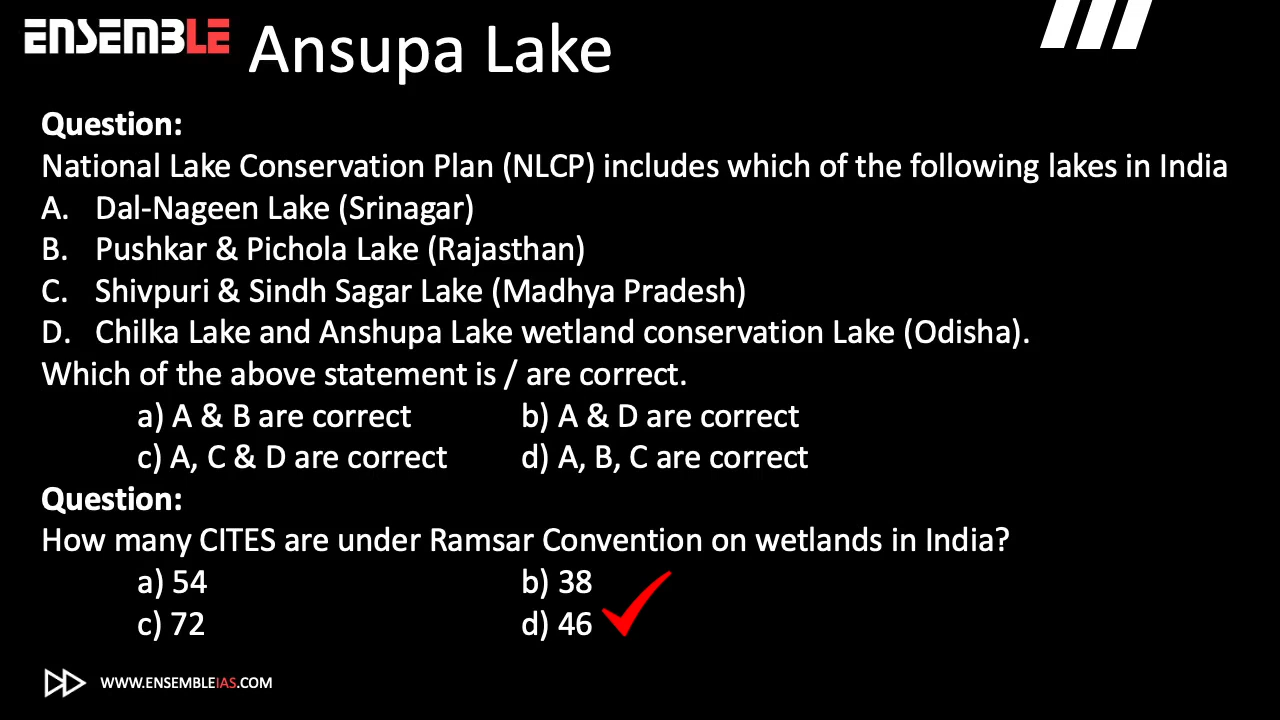 ENSEMBLE Ansupa Lake
Question:
National Lake Conservation Plan (NLCP) includes which of the following lakes in India
A. Dal-Nageen Lake (Srinagar)
B. Pushkar & Pichola Lake (Rajasthan)
C. Shivpuri & Sindh Sagar Lake (Madhya Pradesh)
D. Chilka Lake and Anshupa Lake wetland conservation Lake (Odisha).
Which of the above statement is / are correct.
a) A & B are correct b) A & D are correct
c) A, C & D are correct d) A, B, C are correct
Question:
How many CITES are under Ramsar Convention on wetlands in India?
a) 54 b) 38
c) 72 d) 46
WWW.ENSEMBLEIAS.COM